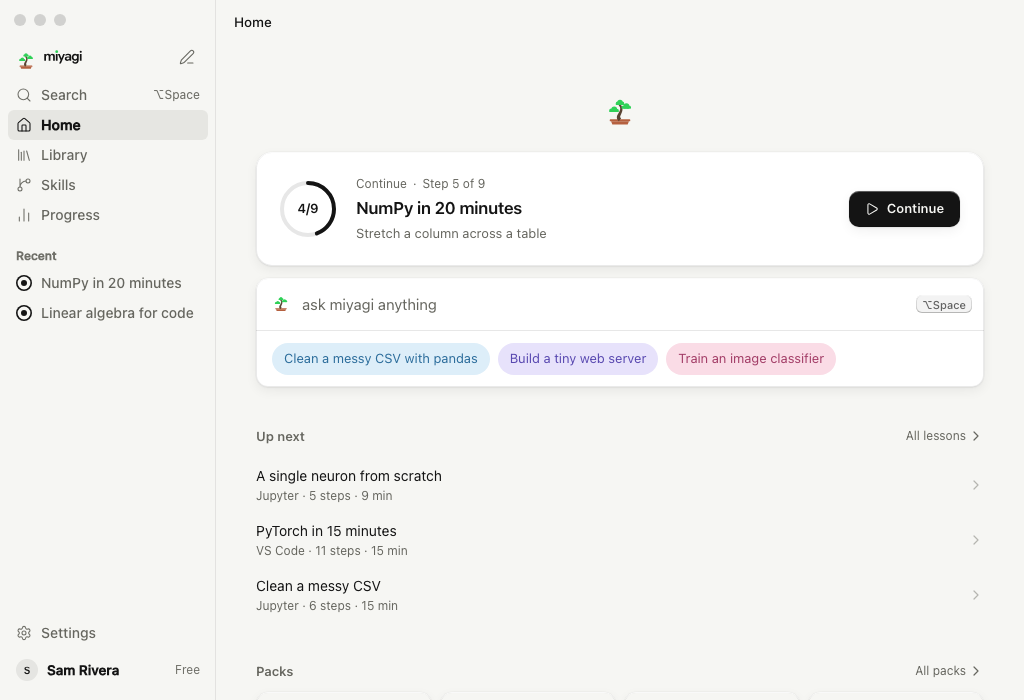 Home
miyagi
Search
⌥Space
Home
Library
Skills
Progress
Recent
NumPy in 20 minutes
Linear algebra for code
Settings
S
Sam Rivera
Free
4/9
Continue · Step 5 of 9
NumPy in 20 minutes
Stretch a column across a table
Continue
ask miyagi anything
⌥Space
Clean a messy CSV with pandas
Build a tiny web server
Train an image classifier
Up next
All lessons
A single neuron from scratch
Jupyter · 5 steps · 9 min
PyTorch in 15 minutes
VS Code · 11 steps · 15 min
Clean a messy CSV
Jupyter · 6 steps · 15 min
Packs
All packs